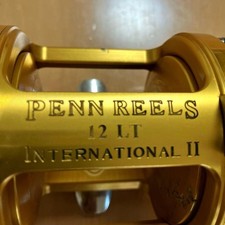 PENN REELS
12 LT
INTERNATIONAL II